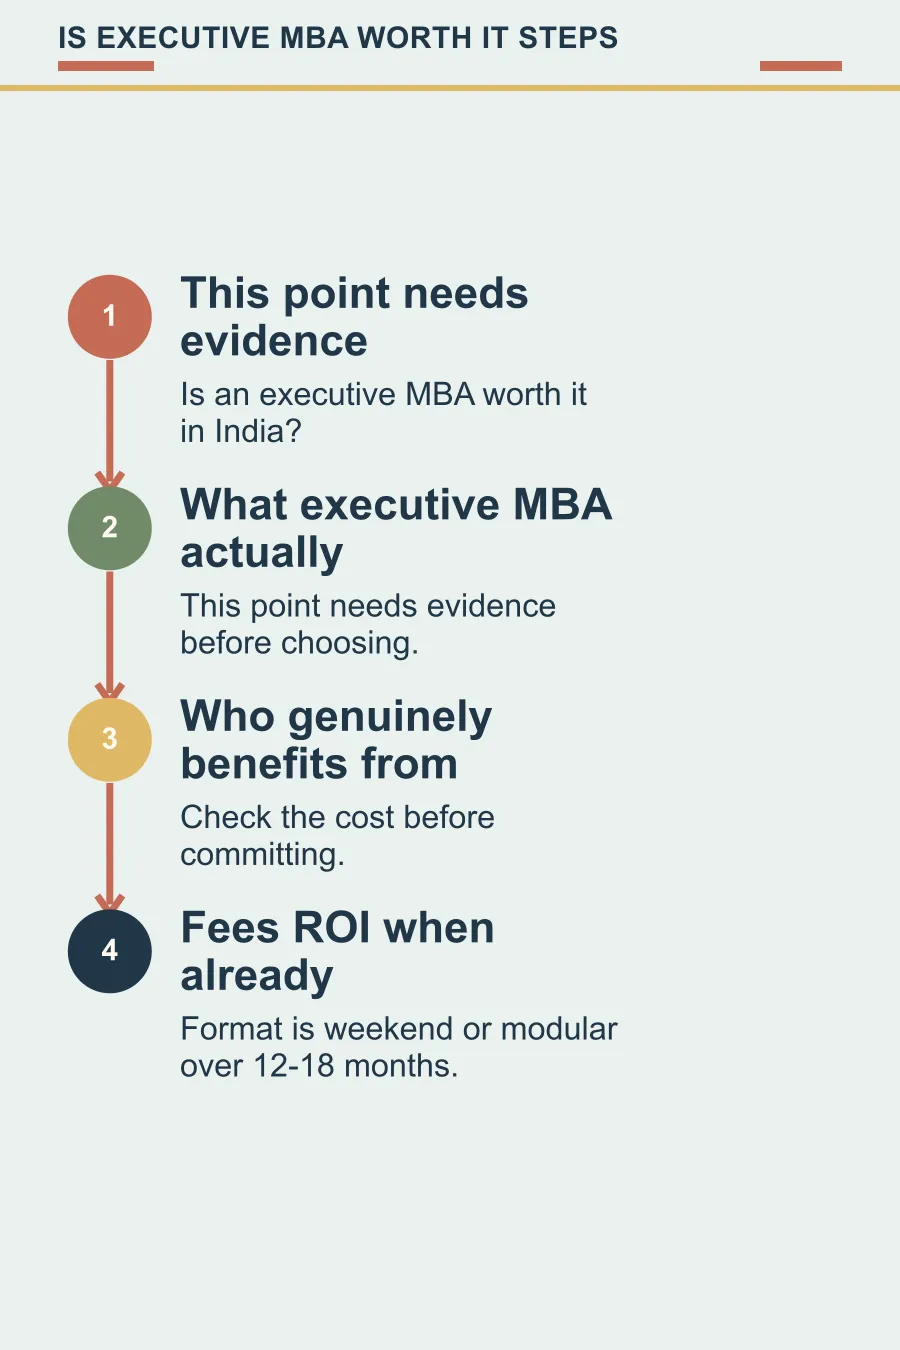 IS EXECUTIVE MBA WORTH IT STEPS
1
This point needs
evidence
Is an executive MBA worth it
in India?
2
What executive MBA
actually
This point needs evidence
before choosing.
3
Who genuinely
benefits from
Check the cost before
committing.
4
Fees ROI when
already
Format is weekend or modular
over 12-18 months.